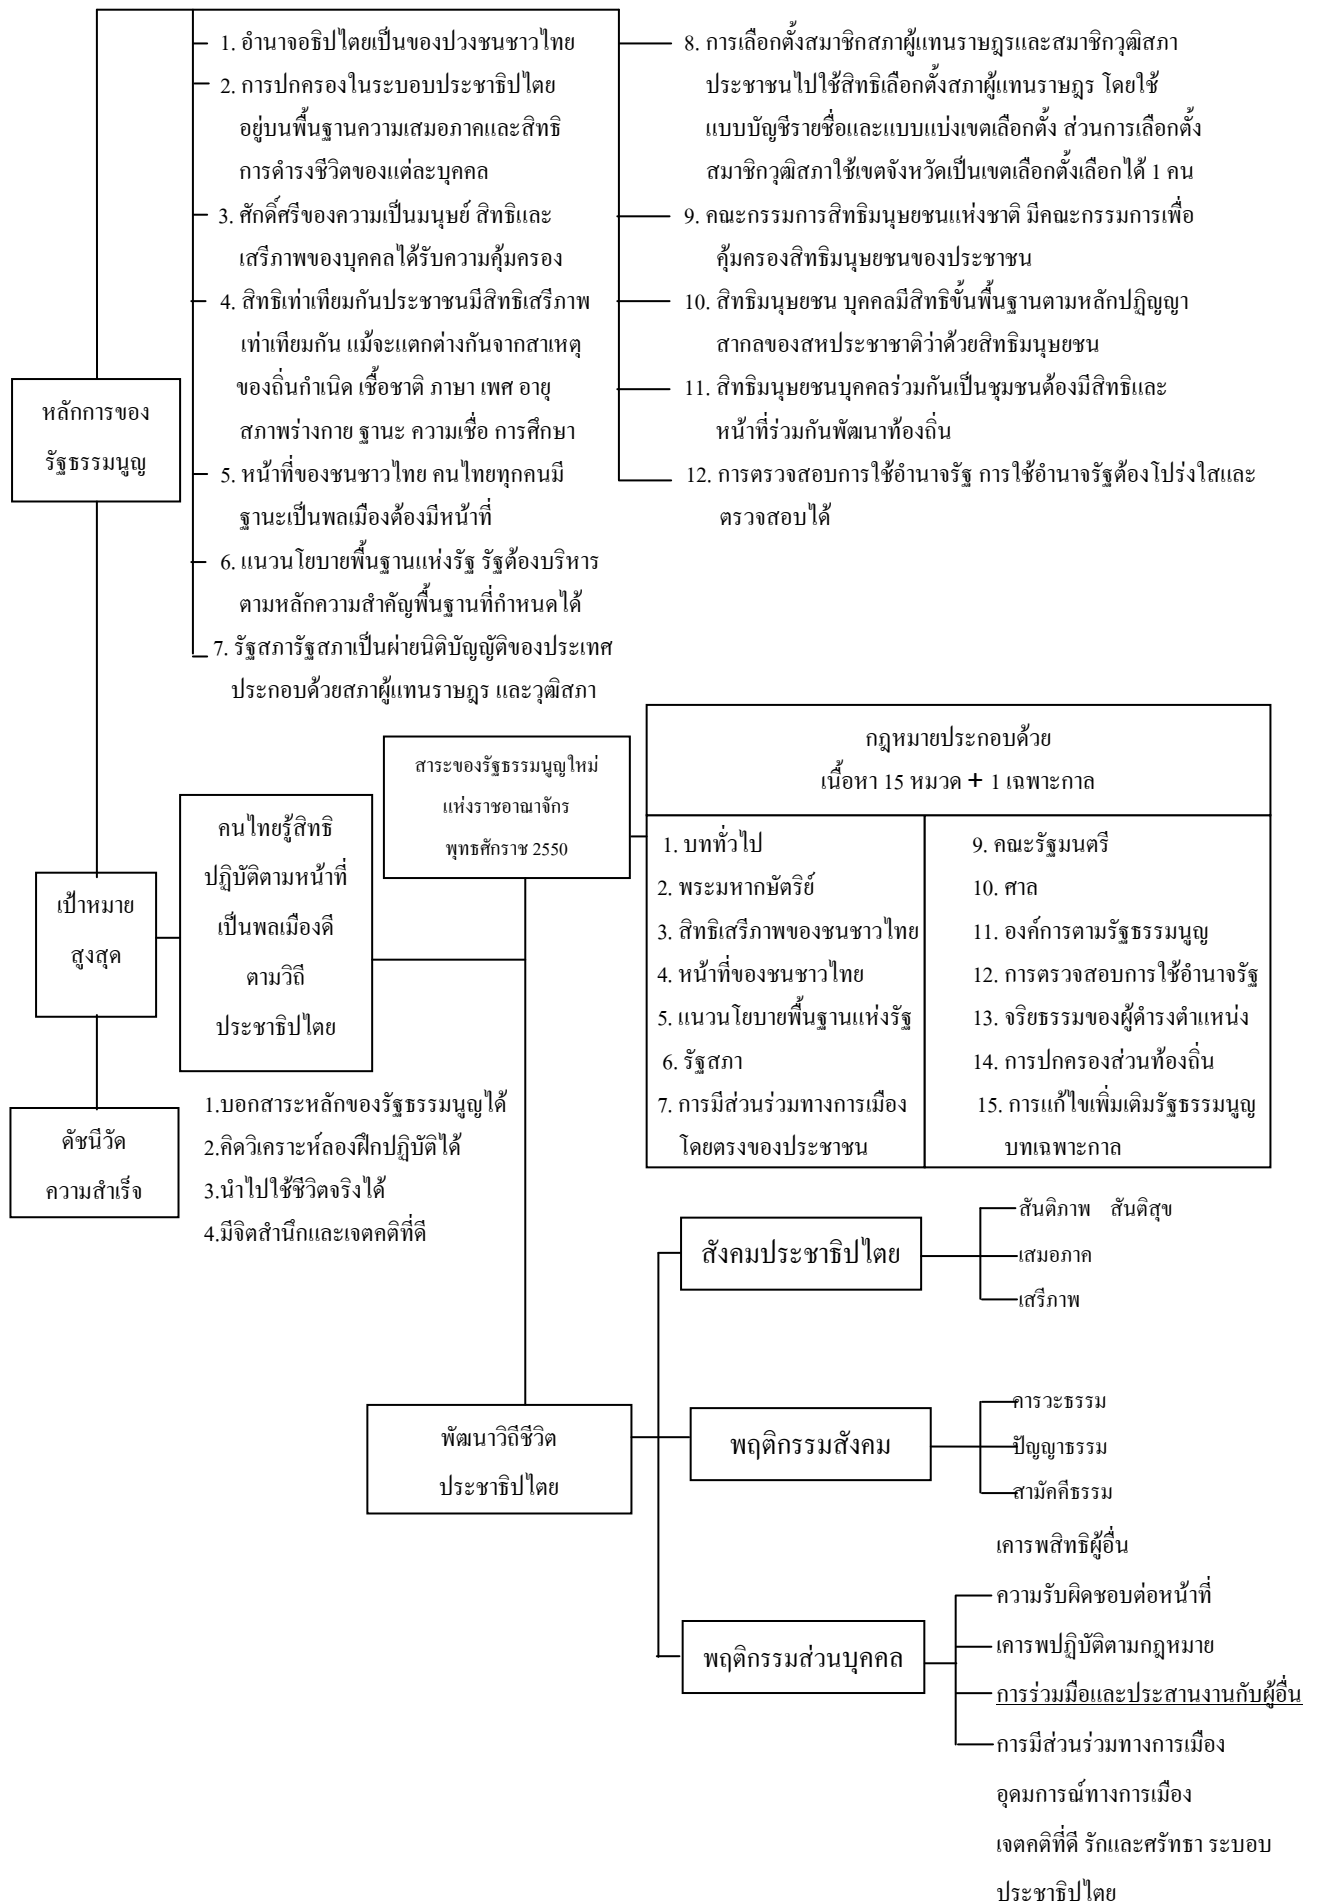 หลักการของ
รัฐธรรมนูญ
1. อำนาจอธิปไตยเป็นของปวงชนชาวไทย
2. การปกครองในระบอบประชาธิปไตย
อยู่บนพื้นฐานความเสมอภาคและสิทธิ
การดำรงชีวิตของแต่ละบุคคล
3. ศักดิ์ศรีของความเป็นมนุษย์ สิทธิและ
เสรีภาพของบุคคลได้รับความคุ้มครอง
4. สิทธิเท่าเทียมกันประชาชนมีสิทธิเสรีภาพ
เท่าเทียมกัน แม้จะแตกต่างกันจากสาเหตุ
ของถิ่นกำเนิด เชื้อชาติ ภาษา เพศ อายุ
สภาพร่างกาย ฐานะ ความเชื่อ การศึกษา
5. หน้าที่ของชนชาวไทย คนไทยทุกคนมี
ฐานะเป็นพลเมืองต้องมีหน้าที่
6. แนวนโยบายพื้นฐานแห่งรัฐ รัฐต้องบริหาร
ตามหลักความสำคัญพื้นฐานที่กำหนดได้
7. รัฐสภารัฐสภาเป็นฝ่ายนิติบัญญัติของประเทศ
ประกอบด้วยสภาผู้แทนราษฎร และวุฒิสภา
8. การเลือกตั้งสมาชิกสภาผู้แทนราษฎรและสมาชิกวุฒิสภา
ประชาชนไปใช้สิทธิเลือกตั้งสภาผู้แทนราษฎร โดยใช้
แบบบัญชีรายชื่อและแบบแบ่งเขตเลือกตั้ง ส่วนการเลือกตั้ง
สมาชิกวุฒิสภาใช้เขตจังหวัดเป็นเขตเลือกตั้งเลือกได้ 1 คน
9. คณะกรรมการสิทธิมนุษยชนแห่งชาติ มีคณะกรรมการเพื่อ
คุ้มครองสิทธิมนุษยชนของประชาชน
10. สิทธิมนุษยชน บุคคลมีสิทธิขั้นพื้นฐานตามหลักปฏิญญา
สากลของสหประชาชาติว่าด้วยสิทธิมนุษยชน
11. สิทธิมนุษยชนบุคคลร่วมกันเป็นชุมชนต้องมีสิทธิและ
หน้าที่ร่วมกันพัฒนาท้องถิ่น
12. การตรวจสอบการใช้อำนาจรัฐ การใช้อำนาจรัฐต้องโปร่งใสและ
ตรวจสอบได้
เป้าหมาย
สูงสุด
คนไทยรู้สิทธิ
ปฏิบัติตามหน้าที่
เป็นพลเมืองดี
ตามวิถี
ประชาธิปไตย
สาระของรัฐธรรมนูญใหม่
แห่งราชอาณาจักร
พุทธศักราช 2550
กฎหมายประกอบด้วย
เนื้อหา 15 หมวด + 1 เฉพาะกาล
1. บททั่วไป
2. พระมหากษัตริย์
3. สิทธิเสรีภาพของชนชาวไทย
4. หน้าที่ของชนชาวไทย
5. แนวนโยบายพื้นฐานแห่งรัฐ
6. รัฐสภา
7. การมีส่วนร่วมทางการเมือง
โดยตรงของประชาชน
9. คณะรัฐมนตรี
10. ศาล
11. องค์การตามรัฐธรรมนูญ
12. การตรวจสอบการใช้อำนาจรัฐ
13. จริยธรรมของผู้ดำรงตำแหน่ง
14. การปกครองส่วนท้องถิ่น
15. การแก้ไขเพิ่มเติมรัฐธรรมนูญ
บทเฉพาะกาล
ดัชนีวัด
ความสำเร็จ
1.บอกสาระหลักของรัฐธรรมนูญได้
2.คิดวิเคราะห์ลองฝึกปฏิบัติได้
3.นำไปใช้ชีวิตจริงได้
4.มีจิตสำนึกและเจตคติที่ดี
พัฒนาวิถีชีวิต
ประชาธิปไตย
สังคมประชาธิปไตย
สันติภาพ สันติสุข
เสมอภาค
เสรีภาพ
พฤติกรรมสังคม
คารวะธรรม
ปัญญาธรรม
สามัคคีธรรม
พฤติกรรมส่วนบุคคล
เคารพสิทธิผู้อื่น
ความรับผิดชอบต่อหน้าที่
เคารพปฏิบัติตามกฎหมาย
การร่วมมือและประสานงานกับผู้อื่น
การมีส่วนร่วมทางการเมือง
อุดมการณ์ทางการเมือง
เจตคติที่ดี รักและศรัทธา ระบอบ
ประชาธิปไตย